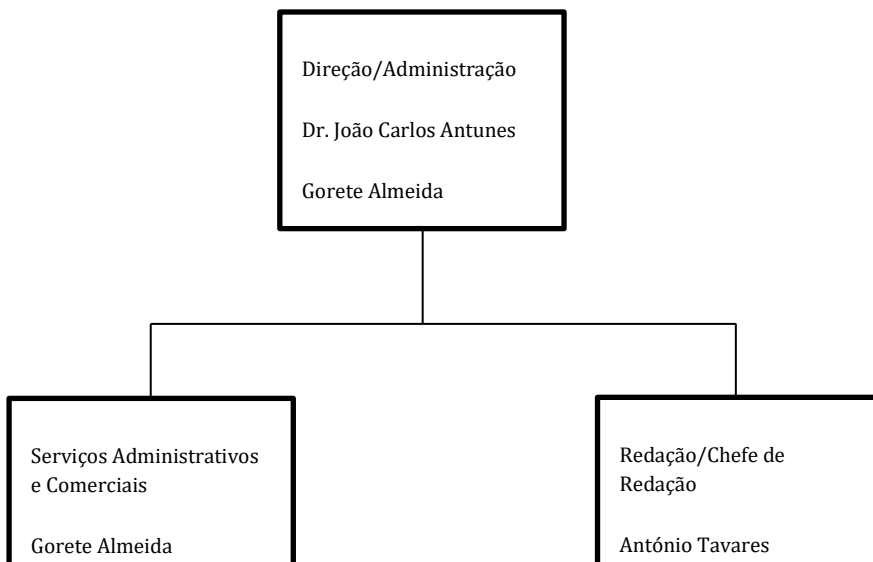 Direção/Administração
Dr. João Carlos Antunes
Gorete Almeida
Serviços Administrativos
e Comerciais
Gorete Almeida
Redação/Chefe de
Redação
António Tavares